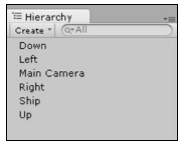 Hierarchy
Create All
Down
Left
Main Camera
Right
Ship
Up